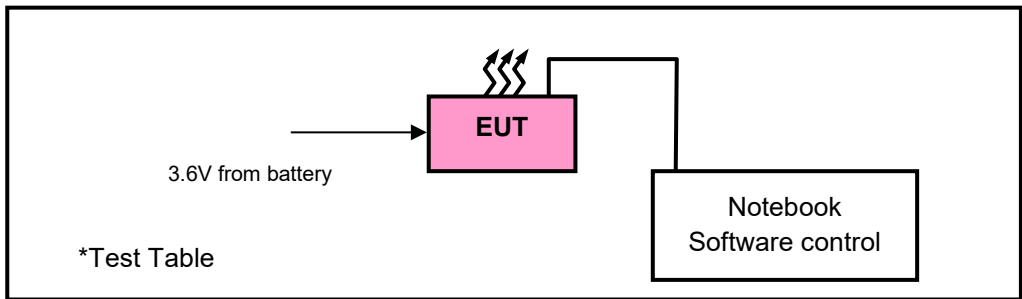 EUT
3.6V from battery
Notebook
Software control
*Test Table